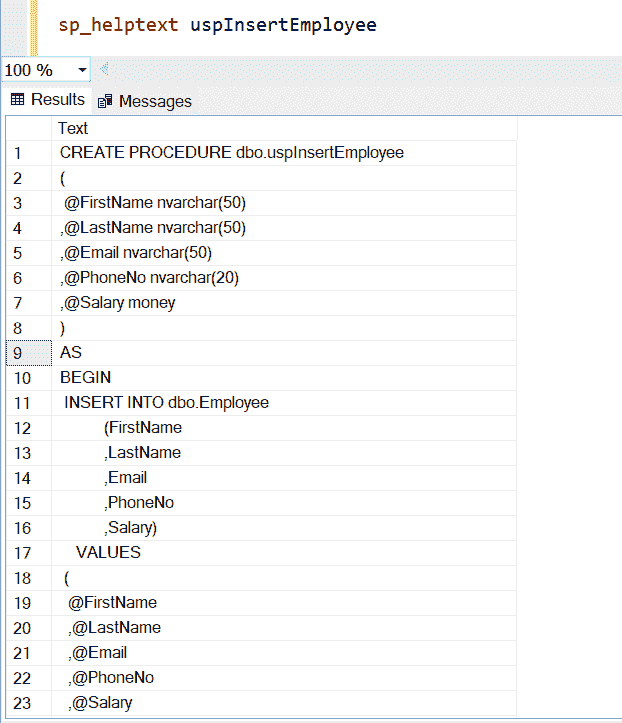 sp_helptext uspInsertEmployee
100 %
Results Messages
Text
1 CREATE PROCEDURE dbo.uspInsertEmployee
2 (
3 @FirstName nvarchar(50)
4 ,@LastName nvarchar(50)
5 ,@Email nvarchar(50)
6 ,@PhoneNo nvarchar(20)
7 ,@Salary money
8 )
9 AS
10 BEGIN
11 INSERT INTO dbo.Employee
12 (FirstName
13 ,LastName
14 ,Email
15 ,PhoneNo
16 ,Salary)
17 VALUES
18 (
19 @FirstName
20 ,@LastName
21 ,@Email
22 ,@PhoneNo
23 ,@Salary